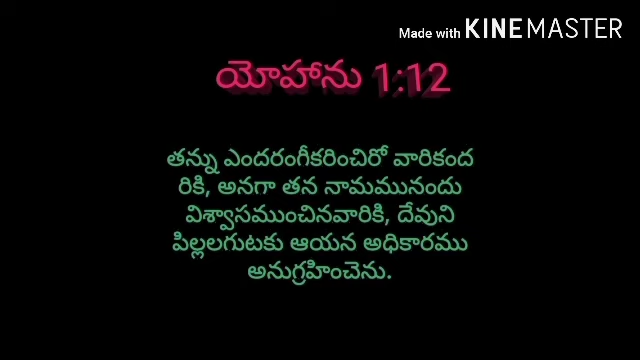 Made with KINEMASTER
యోహాను 1:12
తన్ను ఎందరంగీకరించిరో వారికంద
రికి, అనగా తన నామమునందు
విశ్వాసముంచినవారికి, దేవుని
పిల్లలగుటకు ఆయన అధికారము
అనుగ్రహించెను.